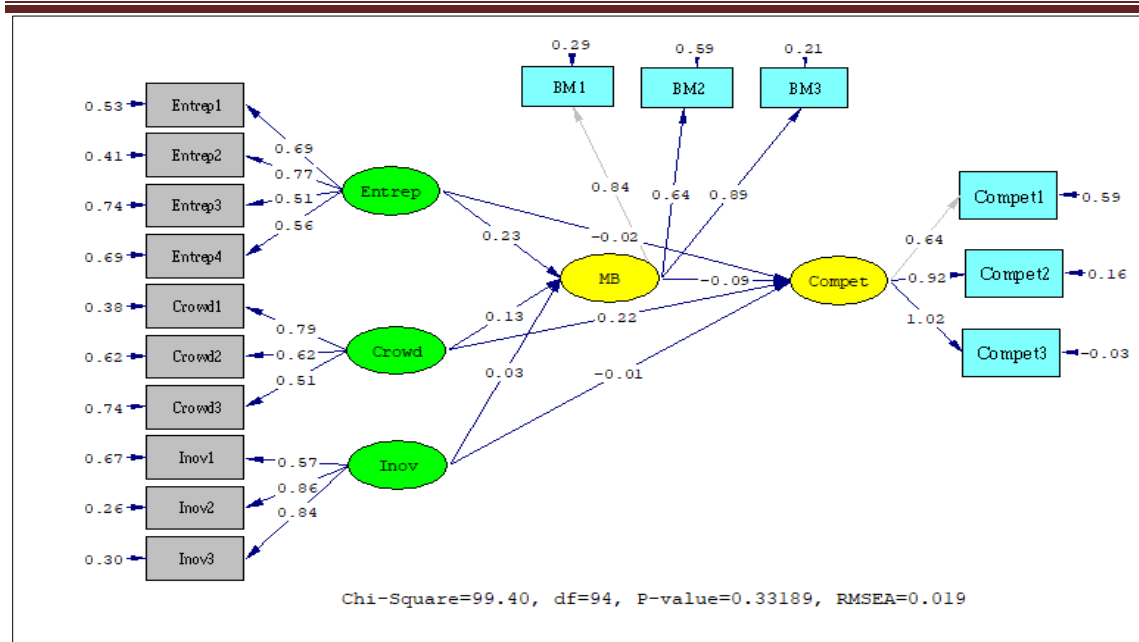 0.29
0.59
0.21
BM1
BM2
BM3
0.53
Entrep1
0.69
0.41
Entrep2
0.77
0.74
Entrep3
0.51
0.69
Entrep4
0.56
Entrep
0.84
0.64
0.89
0.23
-0.02
MB
-0.09
Compet
Compet1
0.59
0.64
Compet2
0.16
0.92
Compet3
-0.03
1.02
0.38
Crowd1
0.79
0.62
Crowd2
0.62
0.74
Crowd3
0.51
Crowd
0.13
0.22
0.03
-0.01
0.67
Inov1
0.57
0.26
Inov2
0.86
0.30
Inov3
0.84
Inov
Chi-Square=99.40, df=94, P-value=0.33189, RMSEA=0.019